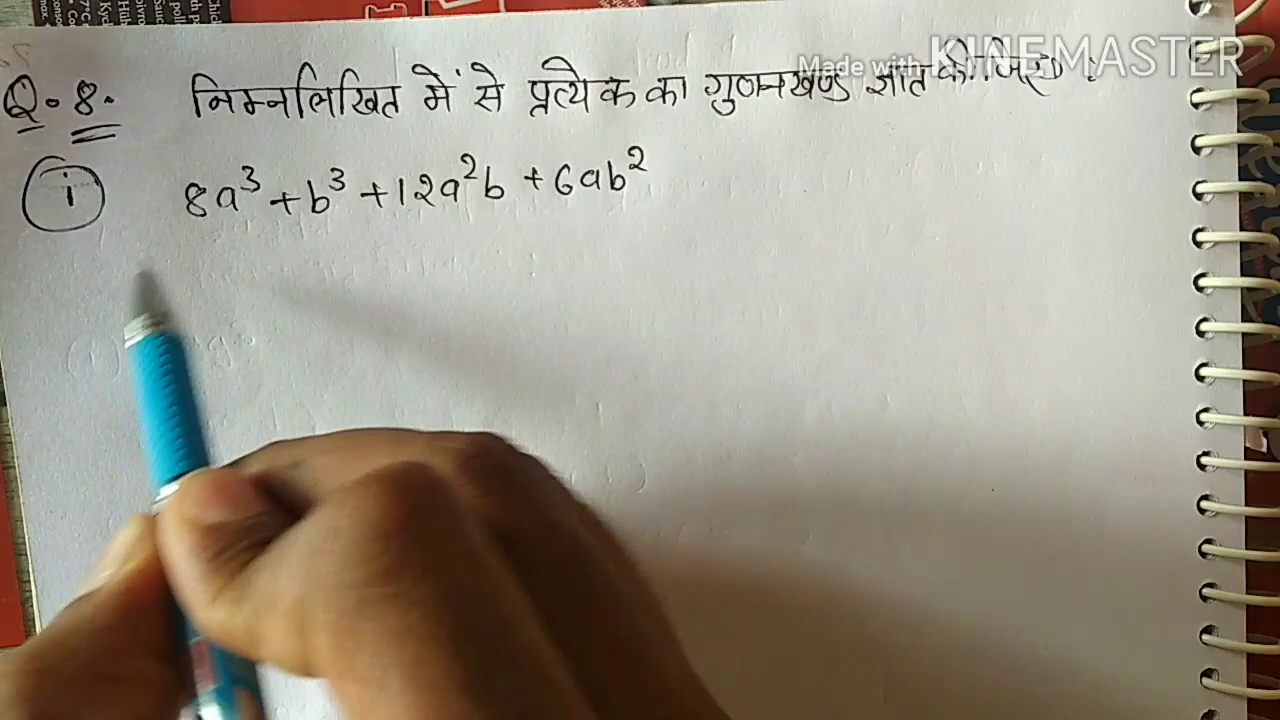 Made with KINEMASTER
Q. 8. निम्नलिखित में से प्रत्येक का गुणनखण्ड ज्ञात कीजिए :
(i) 8a³ + b³ + 12a²b + 6ab²